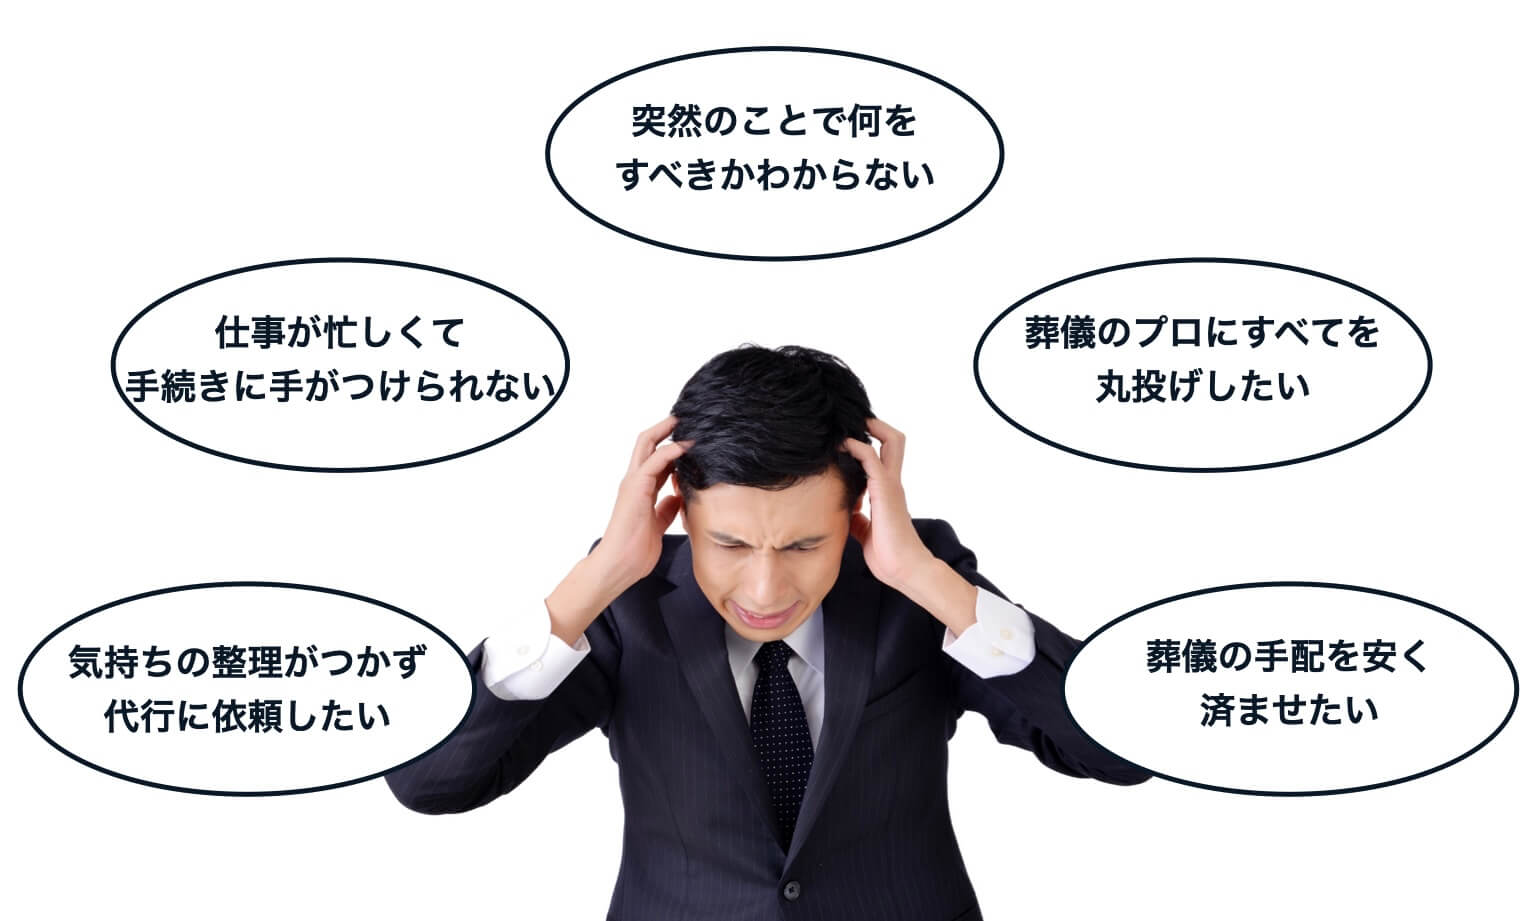 突然のことで何を
すべきかわからない
仕事が忙しくて
手続きに手がつけられない
葬儀のプロにすべてを
丸投げしたい
気持ちの整理がつかず
代行に依頼したい
葬儀の手配を安く
済ませたい